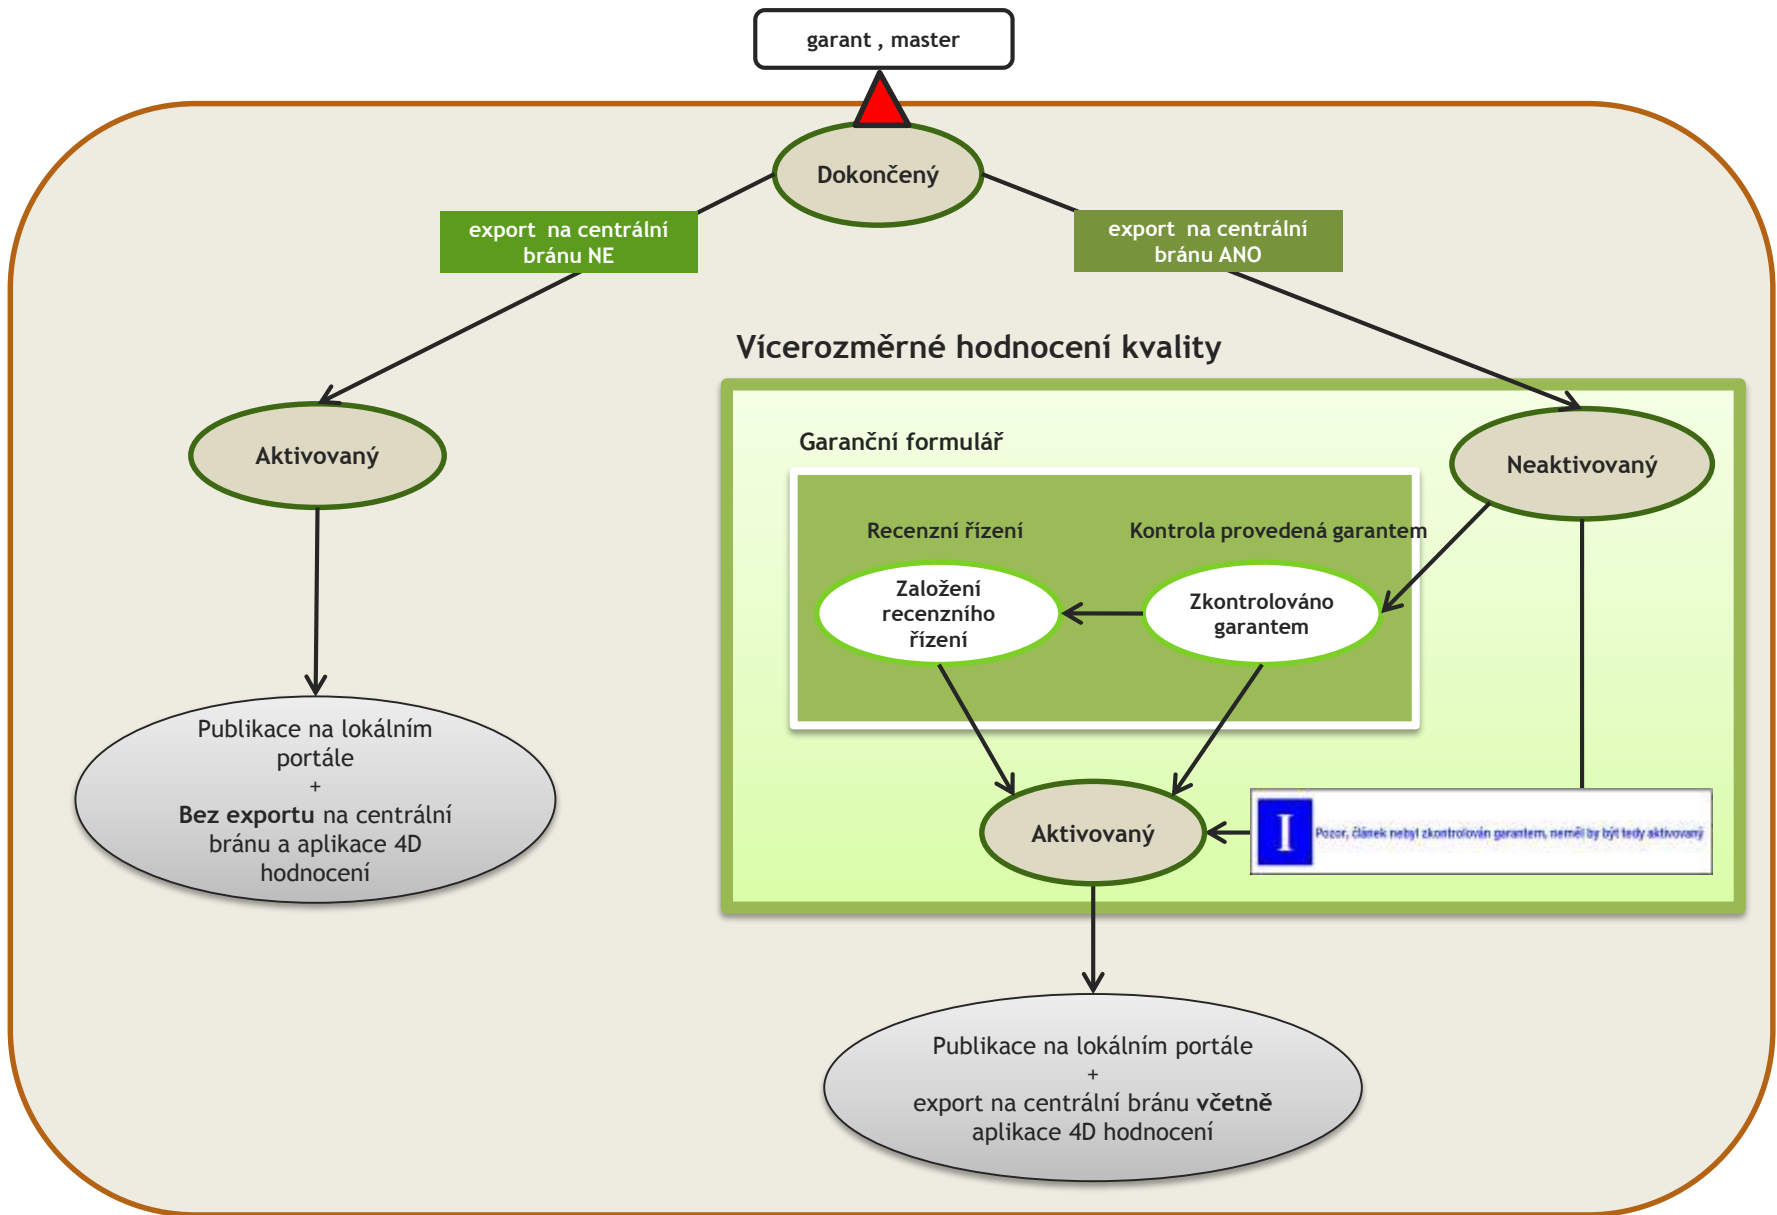 garant , master
Dokončený
export na centrální
bránu NE
export na centrální
bránu ANO
Vícerozměrné hodnocení kvality
Aktivovaný
Garanční formulář
Neaktivovaný
Recenzní řízení
Kontrola provedená garantem
Založení
recenzního
řízení
Zkontrolováno
garantem
Publikace na lokálním
portále
+
Bez exportu na centrální
bránu a aplikace 4D
hodnocení
Aktivovaný
I
Pozor, článek nebyl zkontrolován garantem, neměl by být tedy aktivovaný
Publikace na lokálním portále
+
export na centrální bránu včetně
aplikace 4D hodnocení